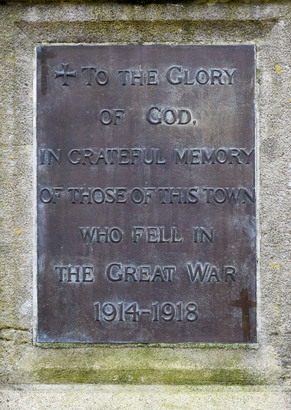 ✠ To the Glory
of God,
in grateful memory
of those of this town
who fell in
the Great War
1914-1918